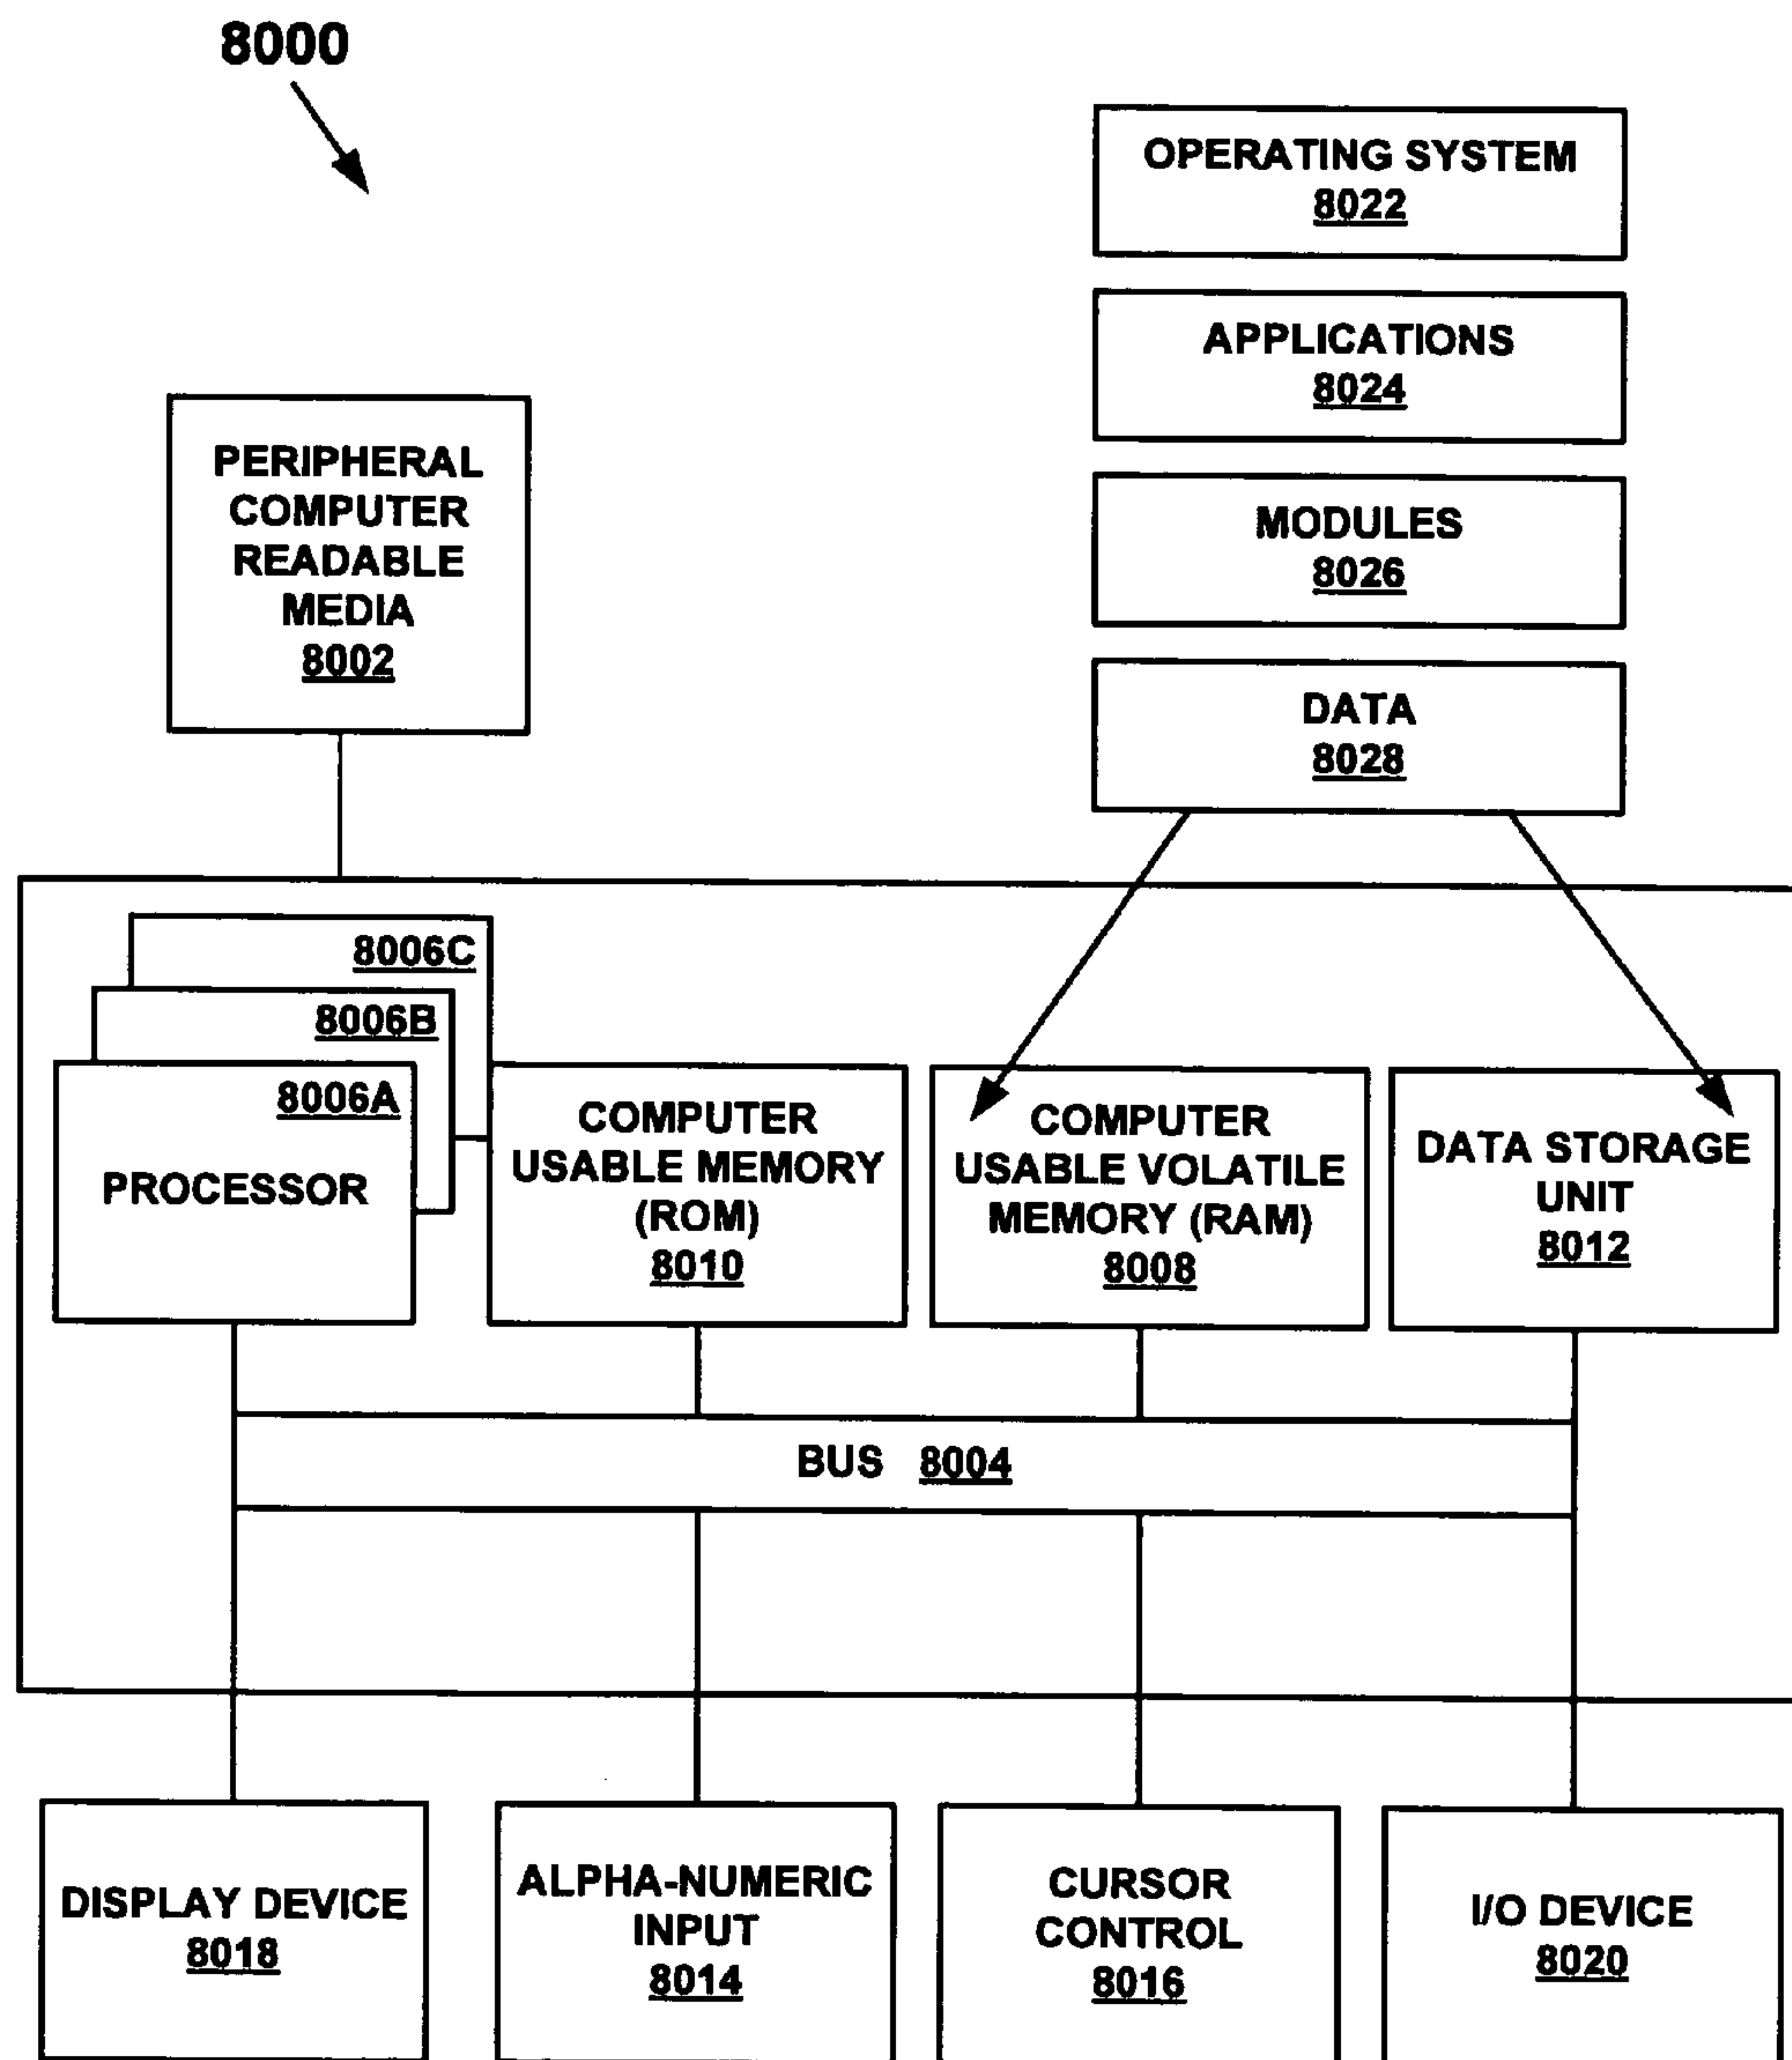 8000
OPERATING SYSTEM
8022
APPLICATIONS
8024
MODULES
8026
DATA
8028
PERIPHERAL
COMPUTER
READABLE
MEDIA
8002
8006C
8006B
8006A
PROCESSOR
COMPUTER
USABLE MEMORY
(ROM)
8010
COMPUTER
USABLE VOLATILE
MEMORY (RAM)
8008
DATA STORAGE
UNIT
8012
BUS 8004
DISPLAY DEVICE
8018
ALPHA-NUMERIC
INPUT
8014
CURSOR
CONTROL
8016
I/O DEVICE
8020